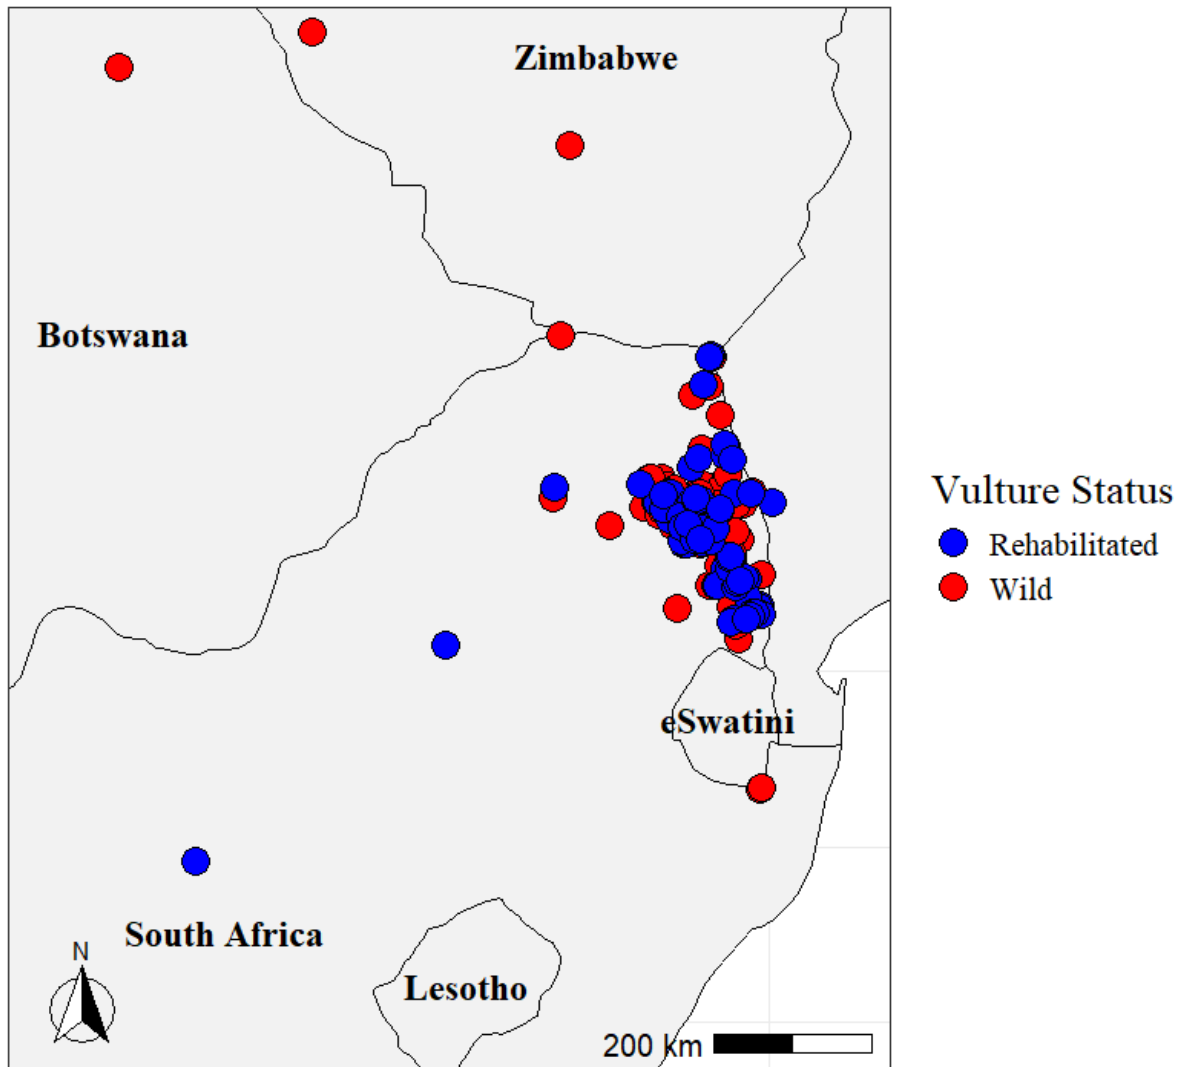 Zimbabwe
Botswana
Vulture Status
Rehabilitated
Wild
eSwatini
South Africa
N
Lesotho
200 km